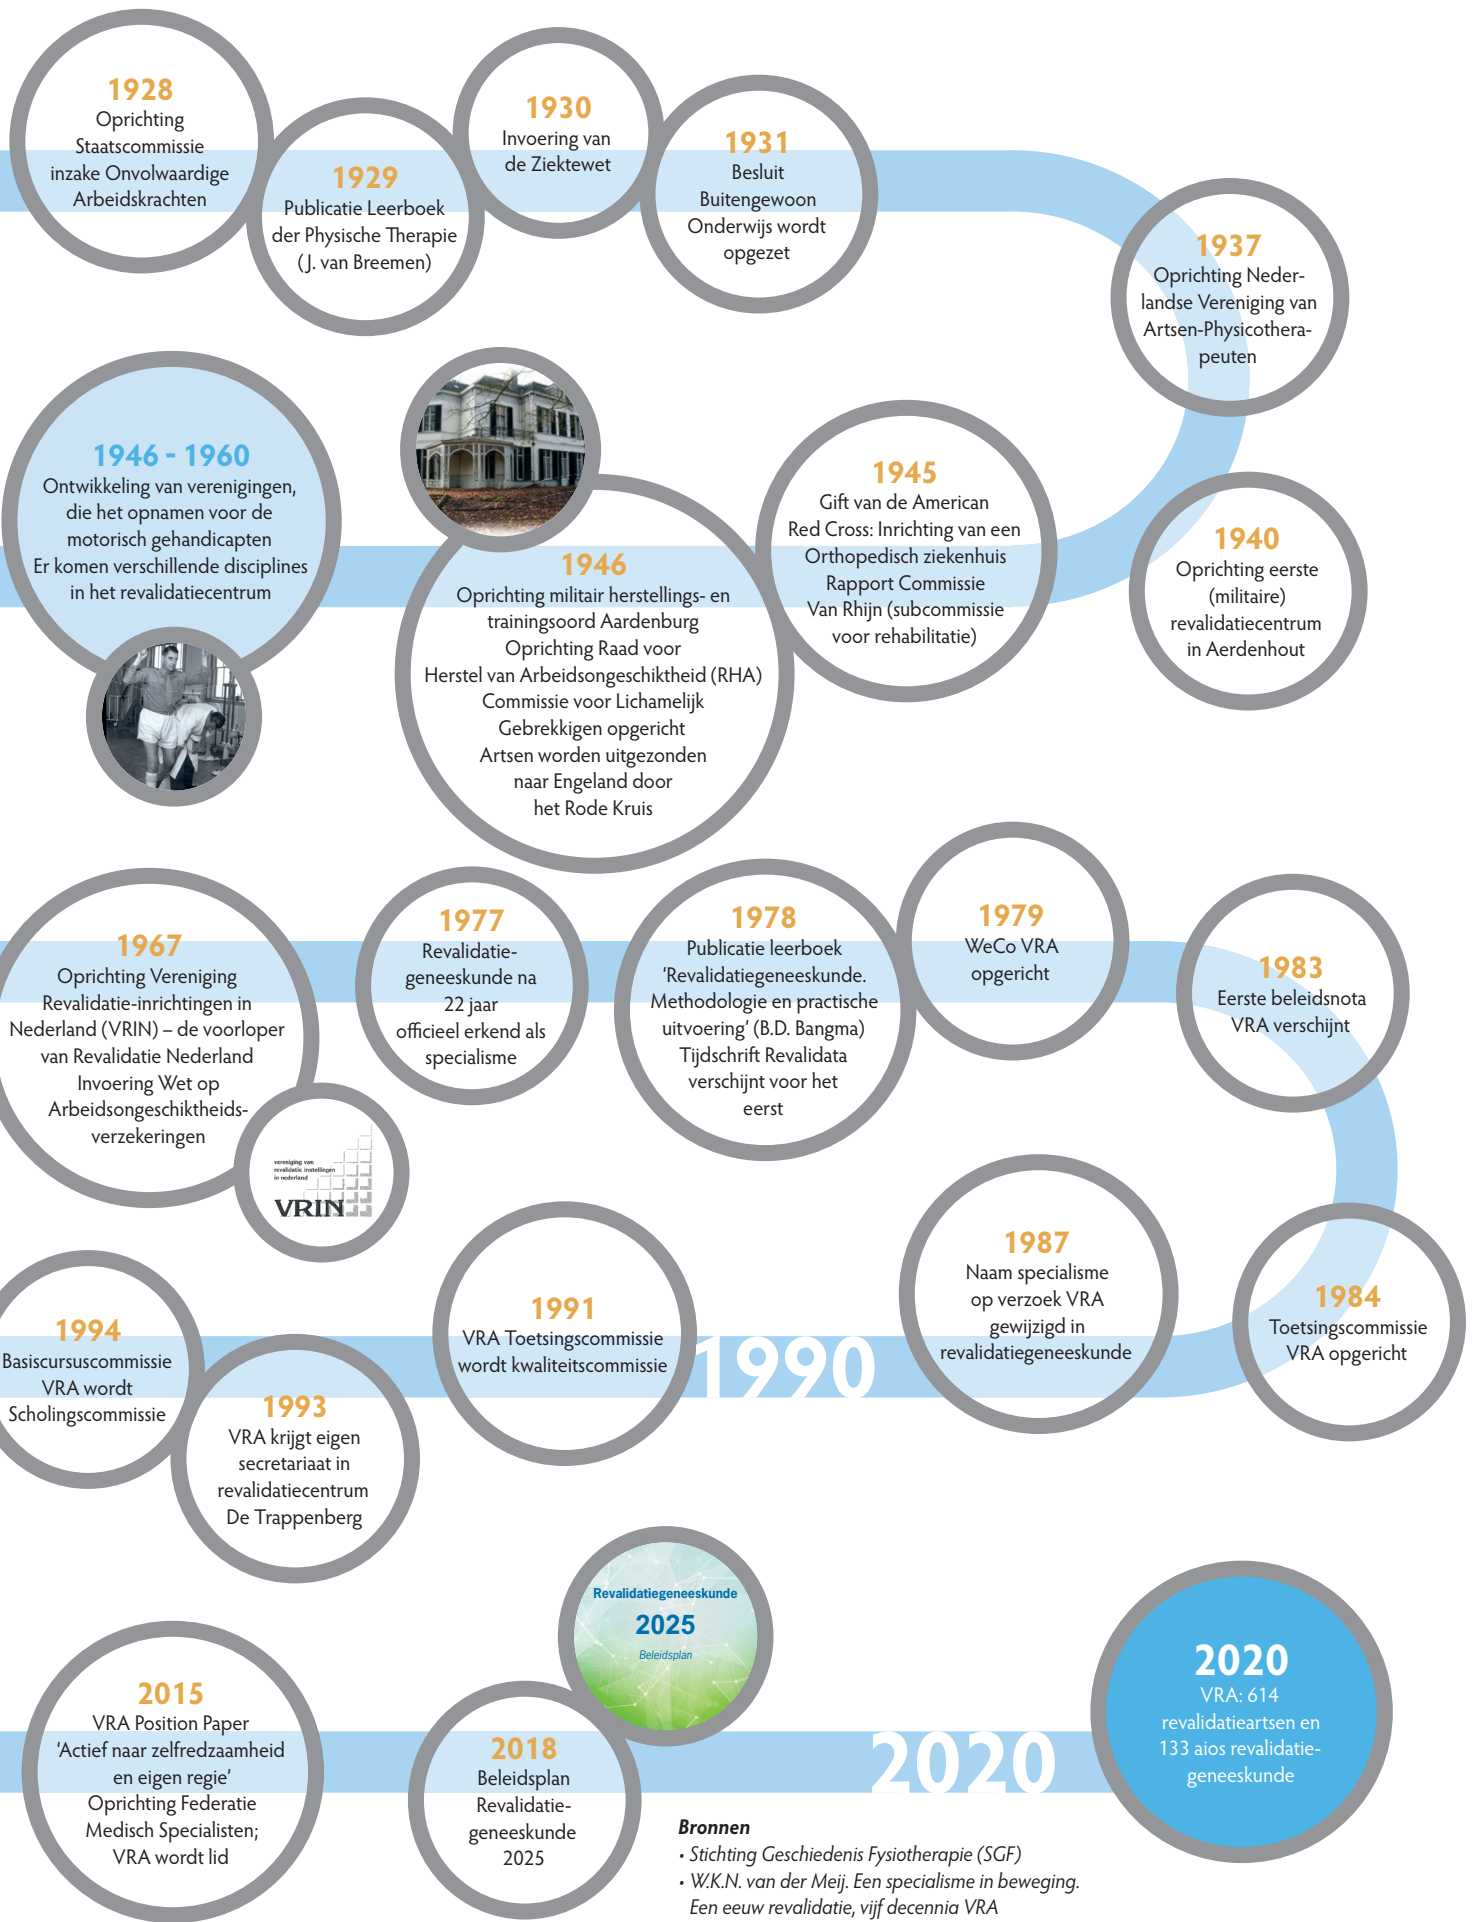 1928
Oprichting
Staatscommissie
inzake Onvolwaardige
Arbeidskrachten
1929
Publicatie Leerboek
der Physische Therapie
(J. van Breemen)
1930
Invoering van
de Ziektewet
1931
Besluit
Buitengewoon
Onderwijs wordt
opgezet
1937
Oprichting Neder-
landse Vereniging van
Artsen-Physicothera-
peuten
1940
Oprichting eerste
(militaire)
revalidatiecentrum
in Aerdenhout
1945
Gift van de American
Red Cross: Inrichting van een
Orthopedisch ziekenhuis
Rapport Commissie
Van Rhijn (subcommissie
voor rehabilitatie)
1946
Oprichting militair herstellings- en
trainingsoord Aardenburg
Oprichting Raad voor
Herstel van Arbeidsongeschiktheid (RHA)
Commissie voor Lichamelijk
Gebrekkigen opgericht
Artsen worden uitgezonden
naar Engeland door
het Rode Kruis
1946 - 1960
Ontwikkeling van verenigingen,
die het opnamen voor de
motorisch gehandicapten
Er komen verschillende disciplines
in het revalidatiecentrum
1967
Oprichting Vereniging
Revalidatie-inrichtingen in
Nederland (VRIN) – de voorloper
van Revalidatie Nederland
Invoering Wet op
Arbeidsongeschiktheids-
verzekeringen
vereniging van
revalidatie instellingen
in nederland
VRIN
1977
Revalidatie-
geneeskunde na
22 jaar
officieel erkend als
specialisme
1978
Publicatie leerboek
'Revalidatiegeneeskunde.
Methodologie en practische
uitvoering' (B.D. Bangma)
Tijdschrift Revalidata
verschijnt voor het
eerst
1979
WeCo VRA
opgericht
1983
Eerste beleidsnota
VRA verschijnt
1984
Toetsingscommissie
VRA opgericht
1987
Naam specialisme
op verzoek VRA
gewijzigd in
revalidatiegeneeskunde
1990
1991
VRA Toetsingscommissie
wordt kwaliteitscommissie
1993
VRA krijgt eigen
secretariaat in
revalidatiecentrum
De Trappenberg
1994
Basiscursuscommissie
VRA wordt
Scholingscommissie
2015
VRA Position Paper
'Actief naar zelfredzaamheid
en eigen regie'
Oprichting Federatie
Medisch Specialisten;
VRA wordt lid
Revalidatiegeneeskunde
2025
Beleidsplan
2018
Beleidsplan
Revalidatie-
geneeskunde
2025
2020
2020
VRA: 614
revalidatieartsen en
133 aios revalidatie-
geneeskunde
Bronnen
• Stichting Geschiedenis Fysiotherapie (SGF)
• W.K.N. van der Meij. Een specialisme in beweging.
Een eeuw revalidatie, vijf decennia VRA